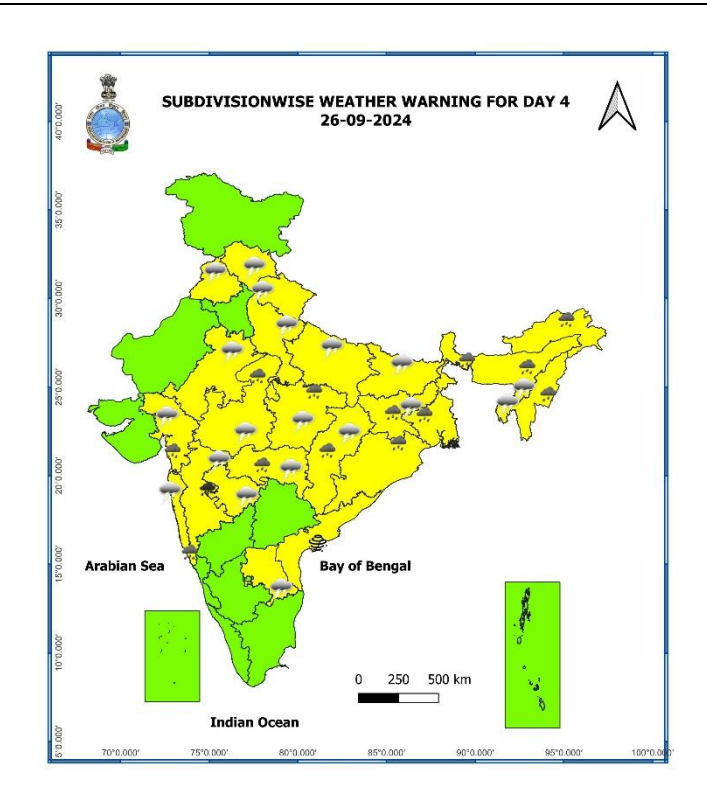 SUBDIVISIONWISE WEATHER WARNING FOR DAY 4
26-09-2024
40°0.000'
35°0.000'
30°0.000'
25°0.000'
20°0.000'
15°0.000'
10°0.000'
5°0.000'
Arabian Sea
Bay of Bengal
0 250 500 km
Indian Ocean
70°0.000' 75°0.000' 80°0.000' 85°0.000' 90°0.000' 95°0.000' 100°0.000'